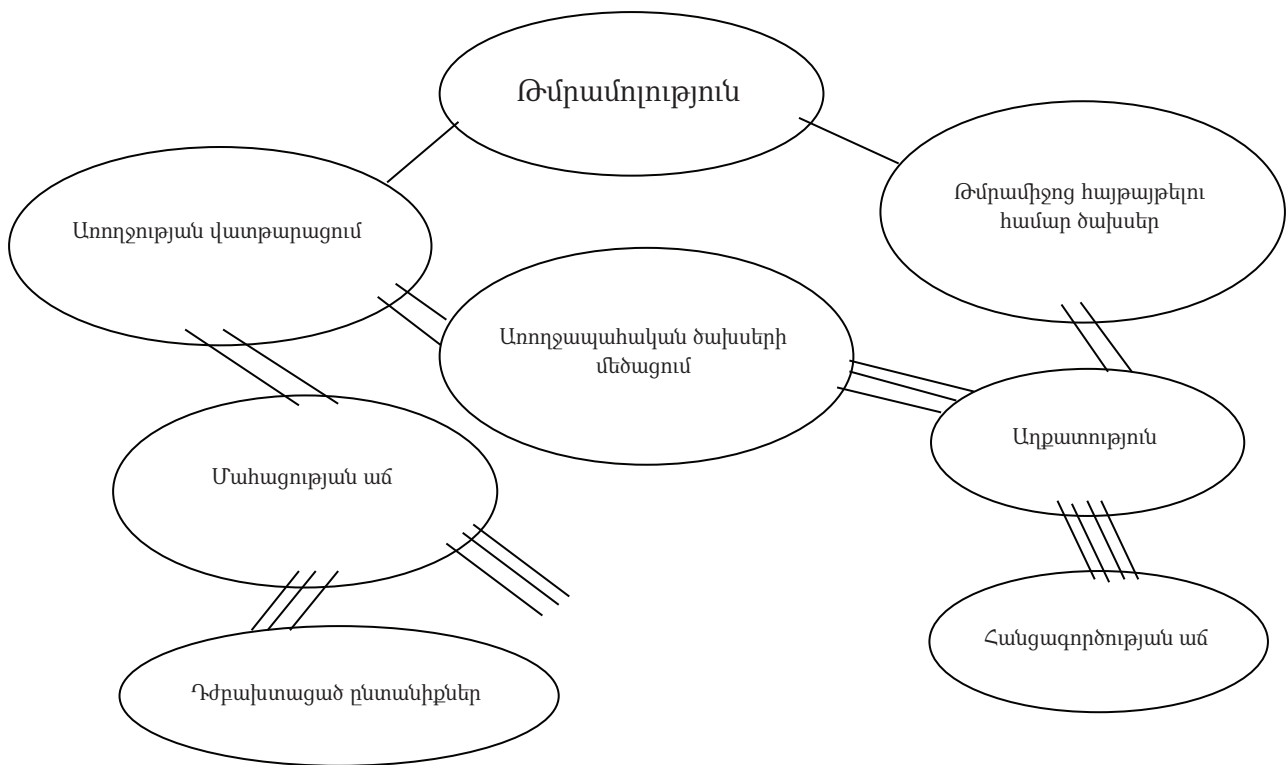 Թմրամոլություն
Առողջության վատթարացում
Թմրամիջոց հայթայթելու
համար ծախսեր
Առողջապահական ծախսերի
մեծացում
Աղքատություն
Մահացության աճ
Հանցագործության աճ
Դժբախտացած ընտանիքներ